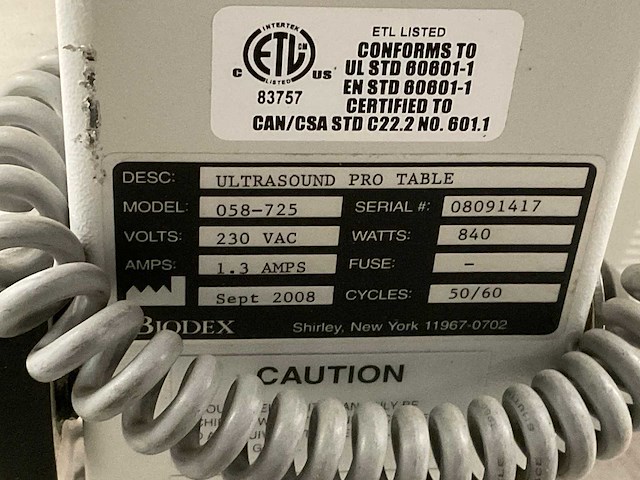 INTERTEK
ETL CM
LISTED
C US
83757
ETL LISTED
CONFORMS TO
UL STD 60601-1
EN STD 60601-1
CERTIFIED TO
CAN/CSA STD C22.2 NO. 601.1
DESC: ULTRASOUND PRO TABLE
MODEL: 058-725 SERIAL #: 08091417
VOLTS: 230 VAC WATTS: 840
AMPS: 1.3 AMPS FUSE: –
Sept 2008 CYCLES: 50/60
BIODEX Shirley, New York 11967-0702
CAUTION